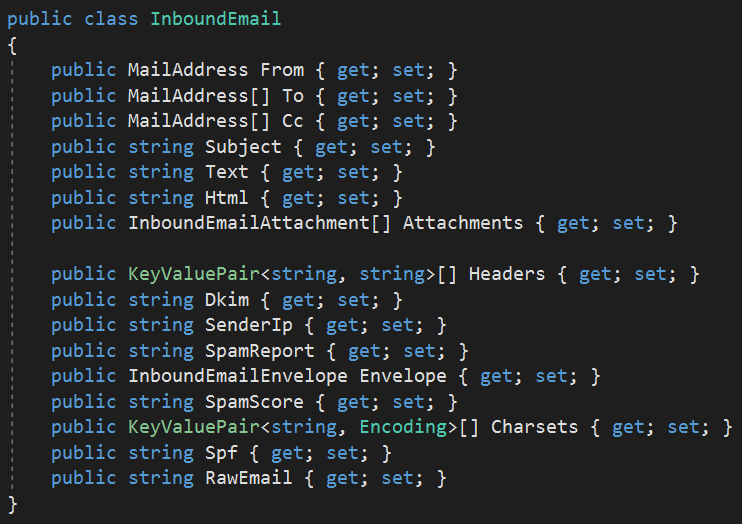 public class InboundEmail
{
    public MailAddress From { get; set; }
    public MailAddress[] To { get; set; }
    public MailAddress[] Cc { get; set; }
    public string Subject { get; set; }
    public string Text { get; set; }
    public string Html { get; set; }
    public InboundEmailAttachment[] Attachments { get; set; }

    public KeyValuePair<string, string>[] Headers { get; set; }
    public string Dkim { get; set; }
    public string SenderIp { get; set; }
    public string SpamReport { get; set; }
    public InboundEmailEnvelope Envelope { get; set; }
    public string SpamScore { get; set; }
    public KeyValuePair<string, Encoding>[] Charsets { get; set; }
    public string Spf { get; set; }
    public string RawEmail { get; set; }
}